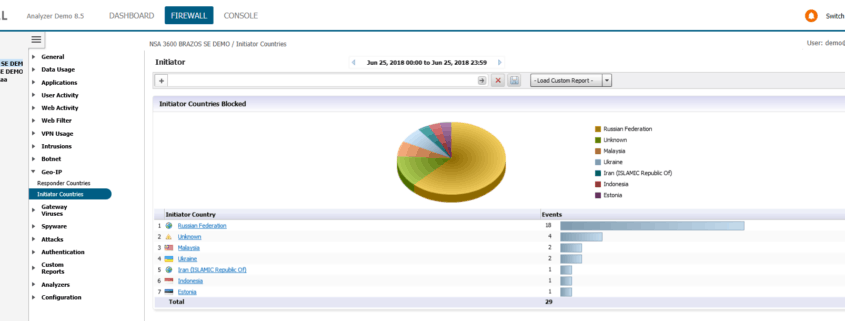 L Analyzer Demo 8.5 DASHBOARD FIREWALL CONSOLE Switch
NSA 3600 BRAZOS SE DEMO / Initiator Countries User: demo@
SE DEM
E DEMO
aa
General
Data Usage
Applications
User Activity
Web Activity
Web Filter
VPN Usage
Intrusions
Botnet
Geo-IP
Responder Countries
Initiator Countries
Gateway
Viruses
Spyware
Attacks
Authentication
Custom
Reports
Analyzers
Configuration
Initiator Jun 25, 2018 00:00 to Jun 25, 2018 23:59
+ - Load Custom Report -
Initiator Countries Blocked
Russian Federation
Unknown
Malaysia
Ukraine
Iran (ISLAMIC Republic Of)
Indonesia
Estonia
Initiator Country Events
1 Russian Federation 18
2 Unknown 4
3 Malaysia 2
4 Ukraine 2
5 Iran (ISLAMIC Republic Of) 1
6 Indonesia 1
7 Estonia 1
Total 29